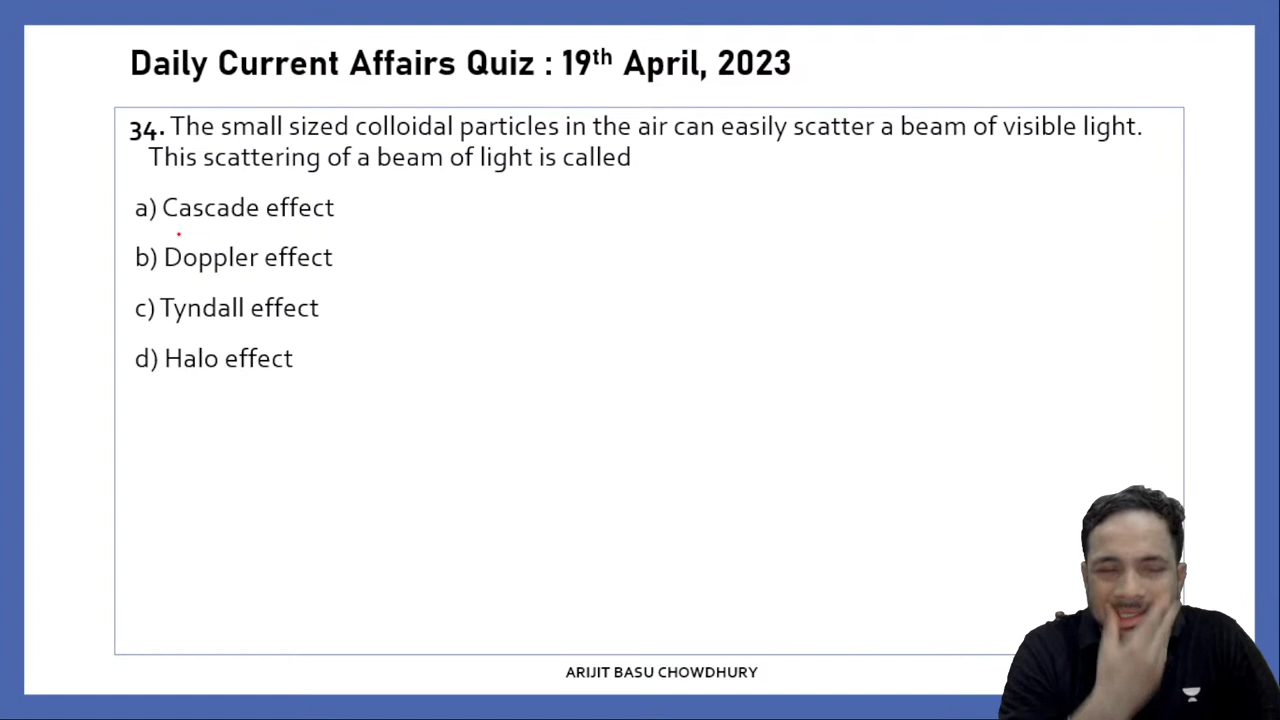 Daily Current Affairs Quiz : 19th April, 2023
34. The small sized colloidal particles in the air can easily scatter a beam of visible light.
This scattering of a beam of light is called
a) Cascade effect
b) Doppler effect
c) Tyndall effect
d) Halo effect
ARIJIT BASU CHOWDHURY